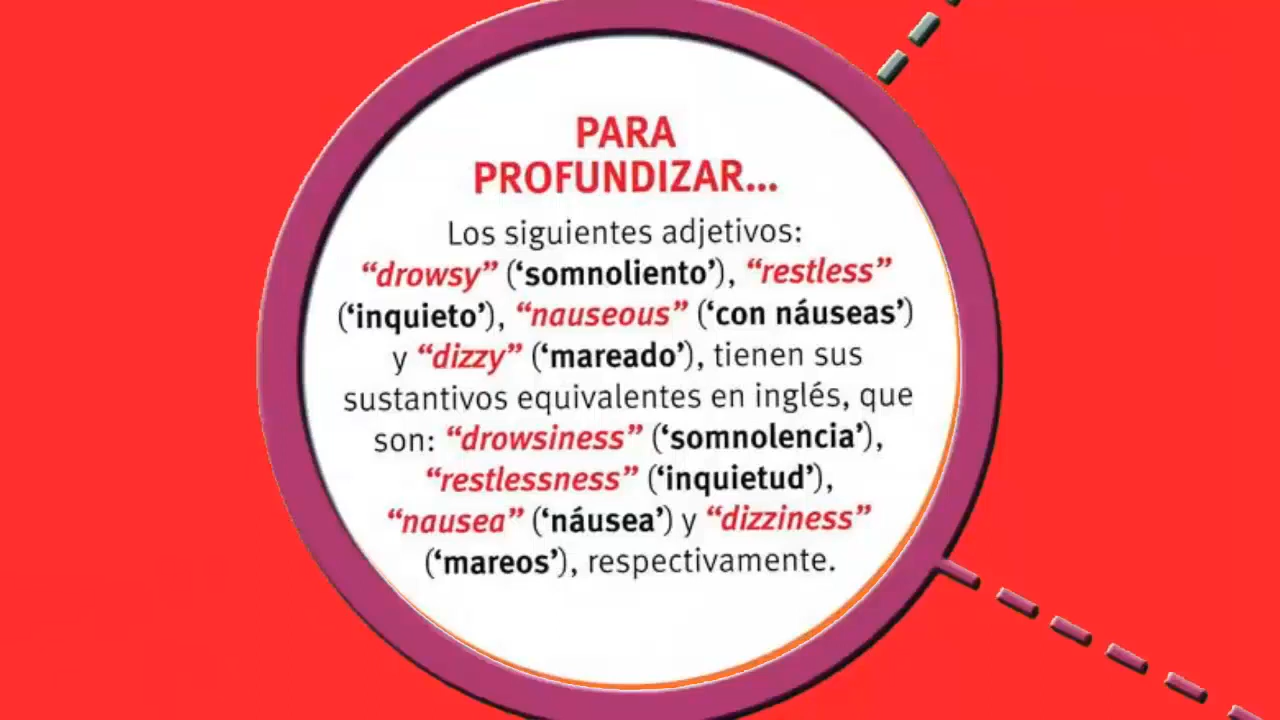 PARA
PROFUNDIZAR...
Los siguientes adjetivos:
“drowsy” (‘somnoliento’), “restless”
(‘inquieto’), “nauseous” (‘con náuseas’)
y “dizzy” (‘mareado’), tienen sus
sustantivos equivalentes en inglés, que
son: “drowsiness” (‘somnolencia’),
“restlessness” (‘inquietud’),
“nausea” (‘náusea’) y “dizziness”
(‘mareos’), respectivamente.